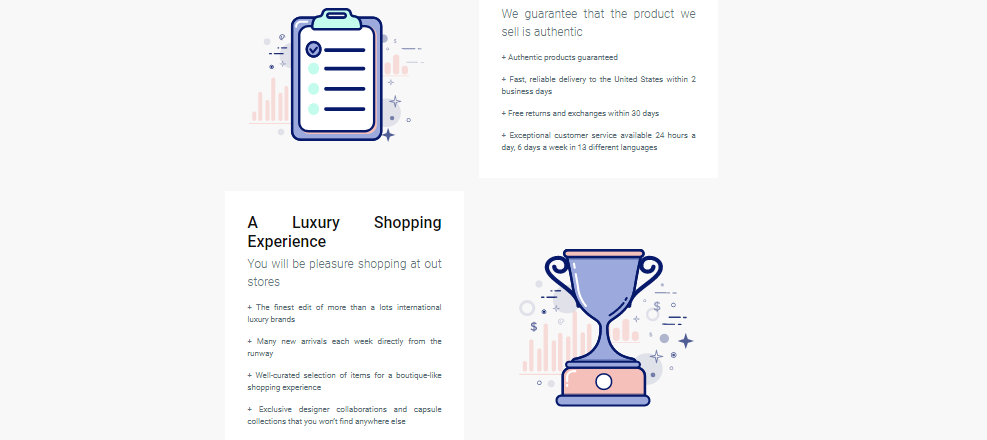 We guarantee that the product we
sell is authentic
+ Authentic products guaranteed
+ Fast, reliable delivery to the United States within 2
business days
+ Free returns and exchanges within 30 days
+ Exceptional customer service available 24 hours a
day, 6 days a week in 13 different languages
A Luxury Shopping
Experience
You will be pleasure shopping at out
stores
+ The finest edit of more than a lots international
luxury brands
+ Many new arrivals each week directly from the
runway
+ Well-curated selection of items for a boutique-like
shopping experience
+ Exclusive designer collaborations and capsule
collections that you won't find anywhere else